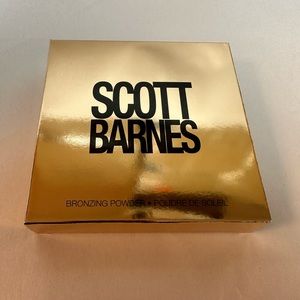 SCOTT
BARNES
BRONZING POWDER • POUDRE DE SOLEIL